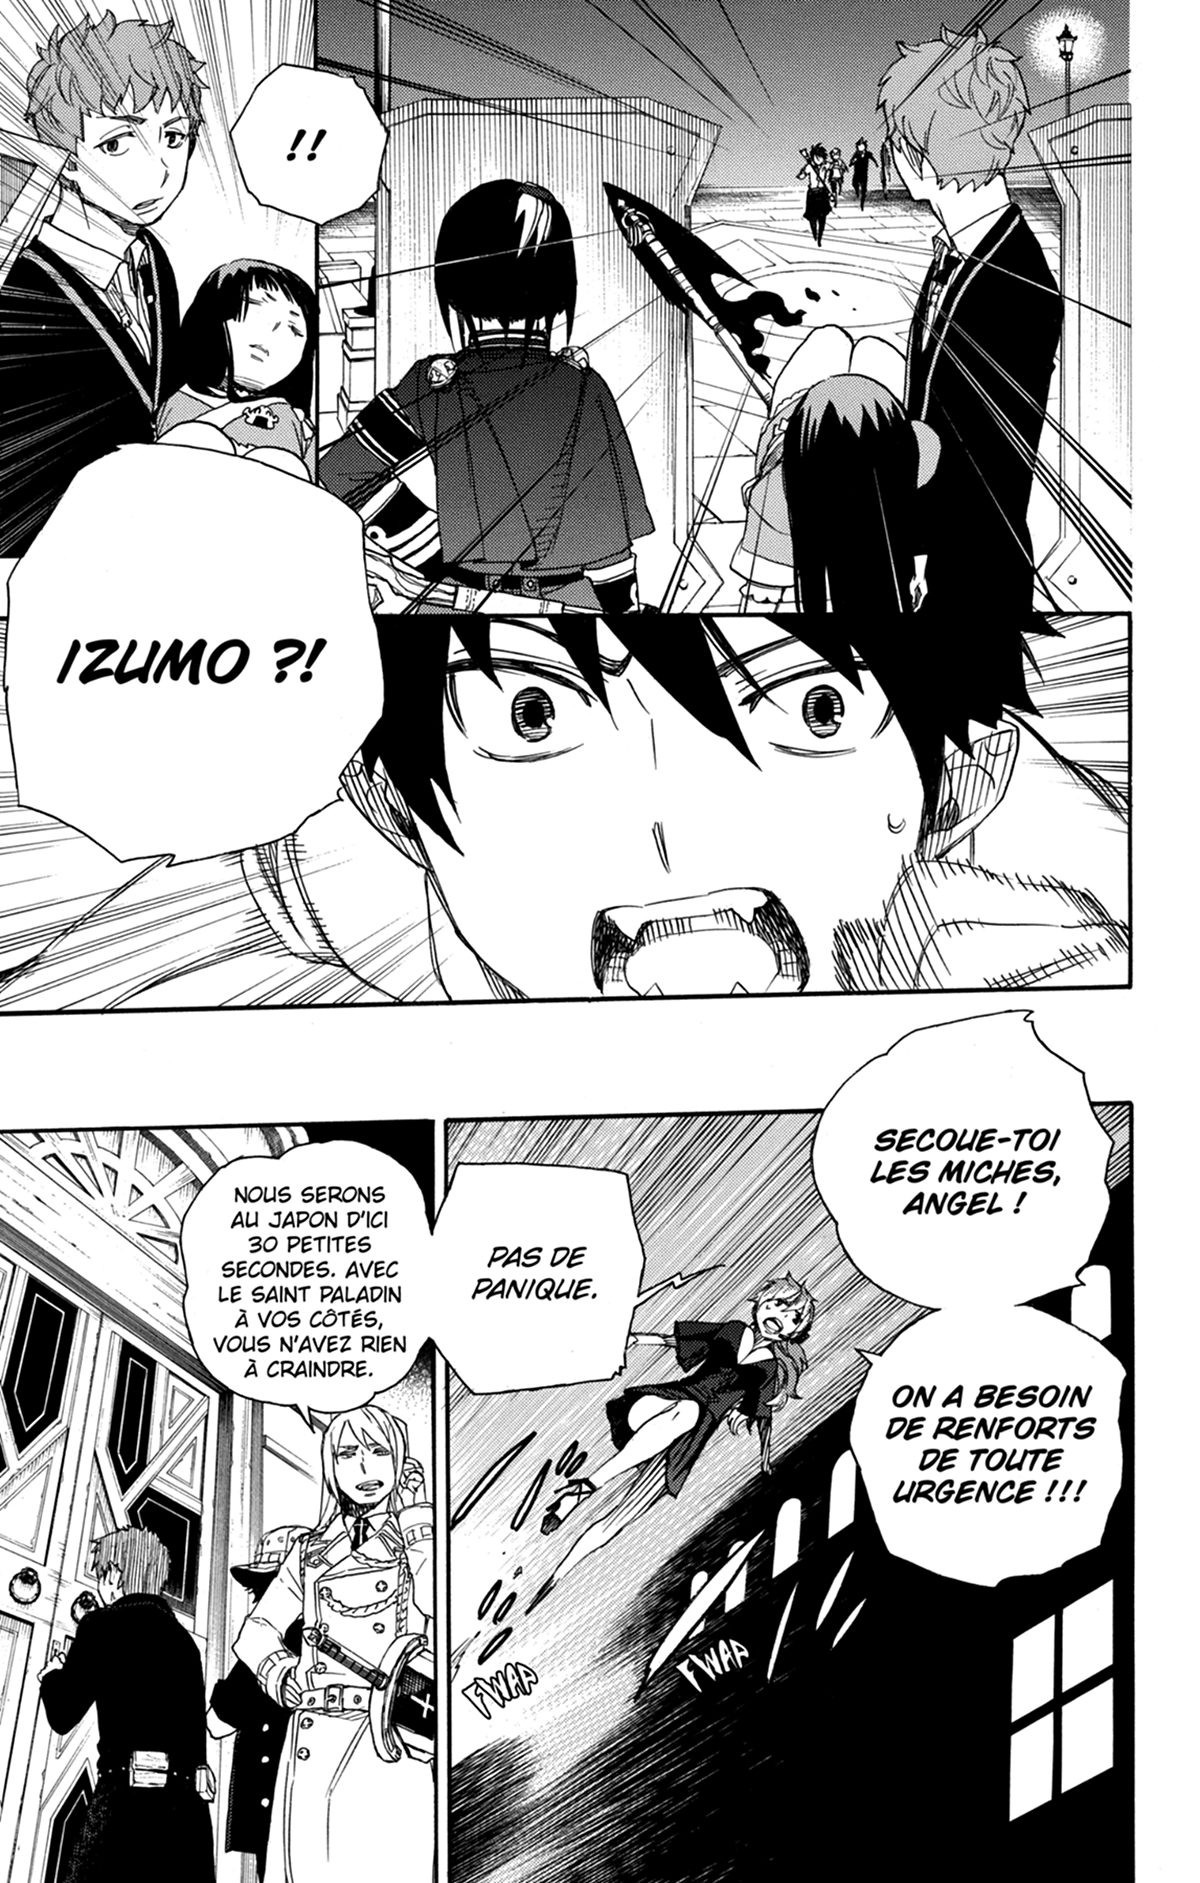 !!
IZUMO ?!
SECOUE-TOI
LES MICHES,
ANGEL !
ON A BESOIN
DE RENFORTS
DE TOUTE
URGENCE !!!
FWAP
FWAP
PAS DE
PANIQUE.
NOUS SERONS
AU JAPON D'ICI
30 PETITES
SECONDES. AVEC
LE SAINT PALADIN
À VOS CÔTÉS,
VOUS N'AVEZ RIEN
À CRAINDRE.